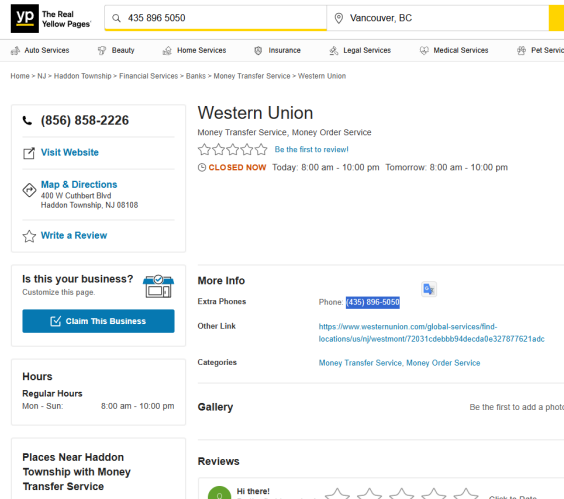 yp The Real Yellow Pages®
435 896 5050
Vancouver, BC
Auto Services Beauty Home Services Insurance Legal Services Medical Services Pet Servic
Home > NJ > Haddon Township > Financial Services > Banks > Money Transfer Service > Western Union
(856) 858-2226
Visit Website
Map & Directions
400 W Cuthbert Blvd
Haddon Township, NJ 08108
Write a Review
Western Union
Money Transfer Service, Money Order Service
Be the first to review!
CLOSED NOW Today: 8:00 am - 10:00 pm Tomorrow: 8:00 am - 10:00 pm
Is this your business?
Customize this page.
Claim This Business
More Info
Extra Phones Phone: (435) 896-5050
Other Link https://www.westernunion.com/global-services/find-
locations/us/nj/westmont/72031cdebbb94decda0e327877621adc
Categories Money Transfer Service, Money Order Service
Hours
Regular Hours
Mon - Sun: 8:00 am - 10:00 pm
Gallery Be the first to add a photo
Places Near Haddon
Township with Money
Transfer Service
Reviews
Hi there!